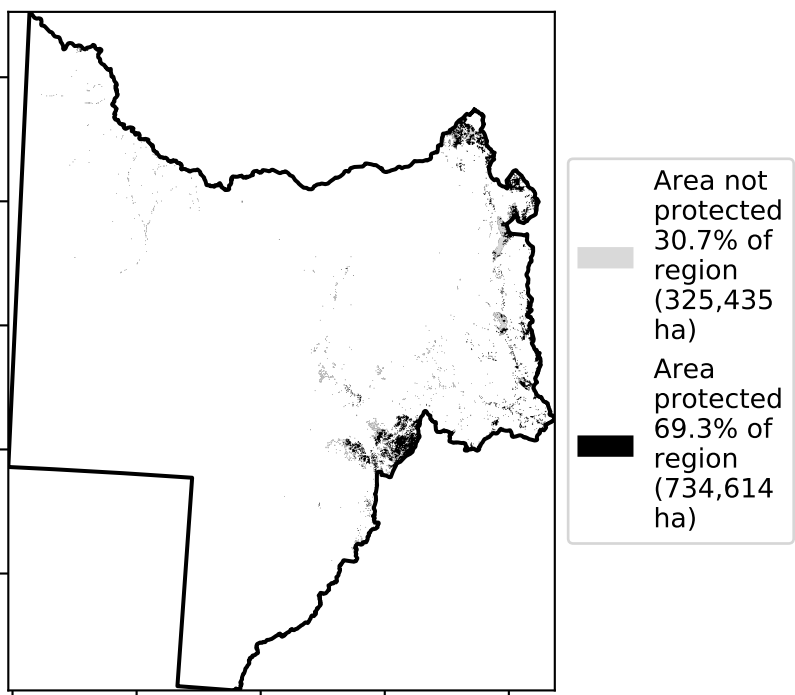 Area not
protected
30.7% of
region
(325,435
ha)
Area
protected
69.3% of
region
(734,614
ha)